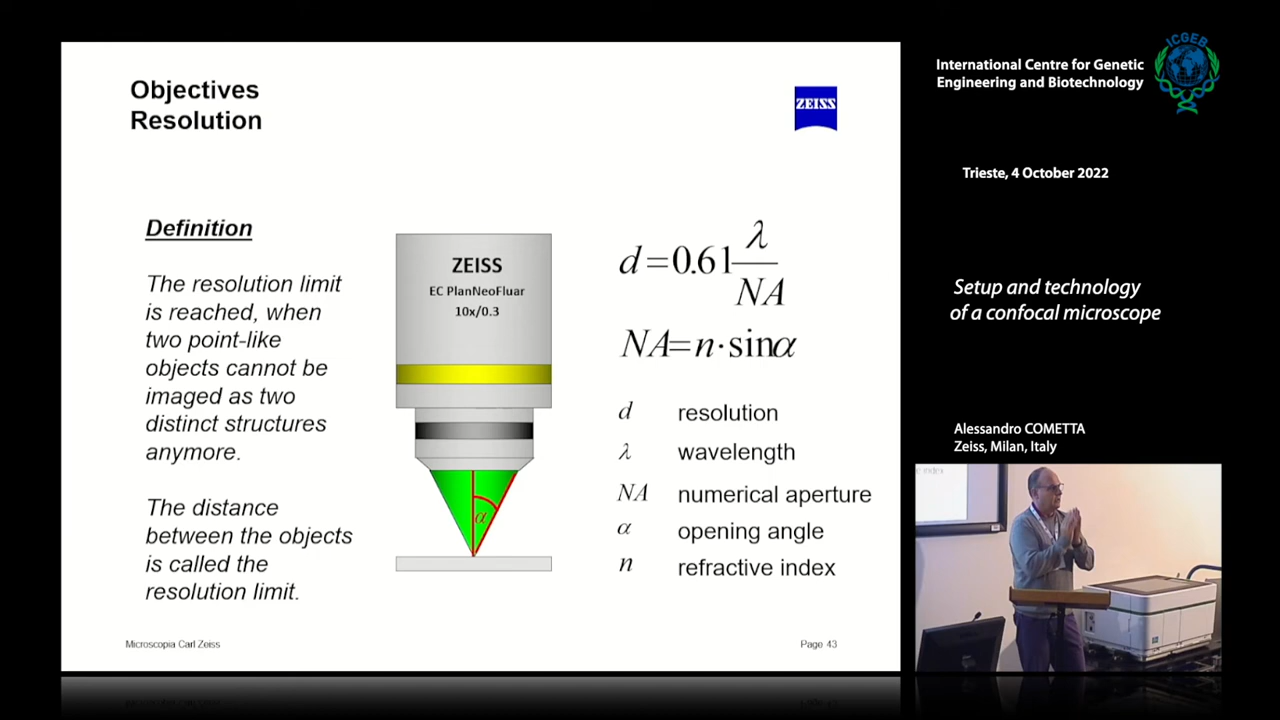 Objectives
Resolution
ZEISS
Definition
The resolution limit
is reached, when
two point-like
objects cannot be
imaged as two
distinct structures
anymore.
The distance
between the objects
is called the
resolution limit.
ZEISS
EC PlanNeoFluar
10x/0.3
α
d=0.61 λ/NA
NA=n·sinα
d resolution
λ wavelength
NA numerical aperture
α opening angle
n refractive index
Microscopia Carl Zeiss
Page 43
International Centre for Genetic
Engineering and Biotechnology
ICGEB
Trieste, 4 October 2022
Setup and technology
of a confocal microscope
Alessandro COMETTA
Zeiss, Milan, Italy